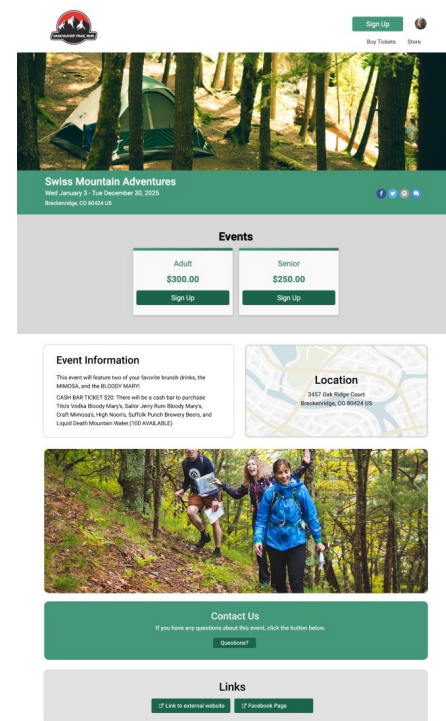 VANCOUVER TRAIL RUN
Sign Up
Buy Tickets Store
Swiss Mountain Adventures
Wed January 3 - Tue December 30, 2025
Breckenridge, CO 80424 US
Events
Adult
$300.00
Sign Up
Senior
$250.00
Sign Up
Event Information
This event will feature two of your favorite brunch drinks, the
MIMOSA, and the BLOODY MARY!
CASH BAR TICKET $20: There will be a cash bar to purchase
Tito's Vodka Bloody Mary's, Sailor Jerry Rum Bloody Mary's,
Craft Mimosa's, High Noon's, Suffolk Punch Brewery Beers, and
Liquid Death Mountain Water.(100 AVAILABLE)
Location
3457 Oak Ridge Court
Breckenridge, CO 80424 US
Contact Us
If you have any questions about this event, click the button below.
Questions?
Links
Link to external website
Facebook Page